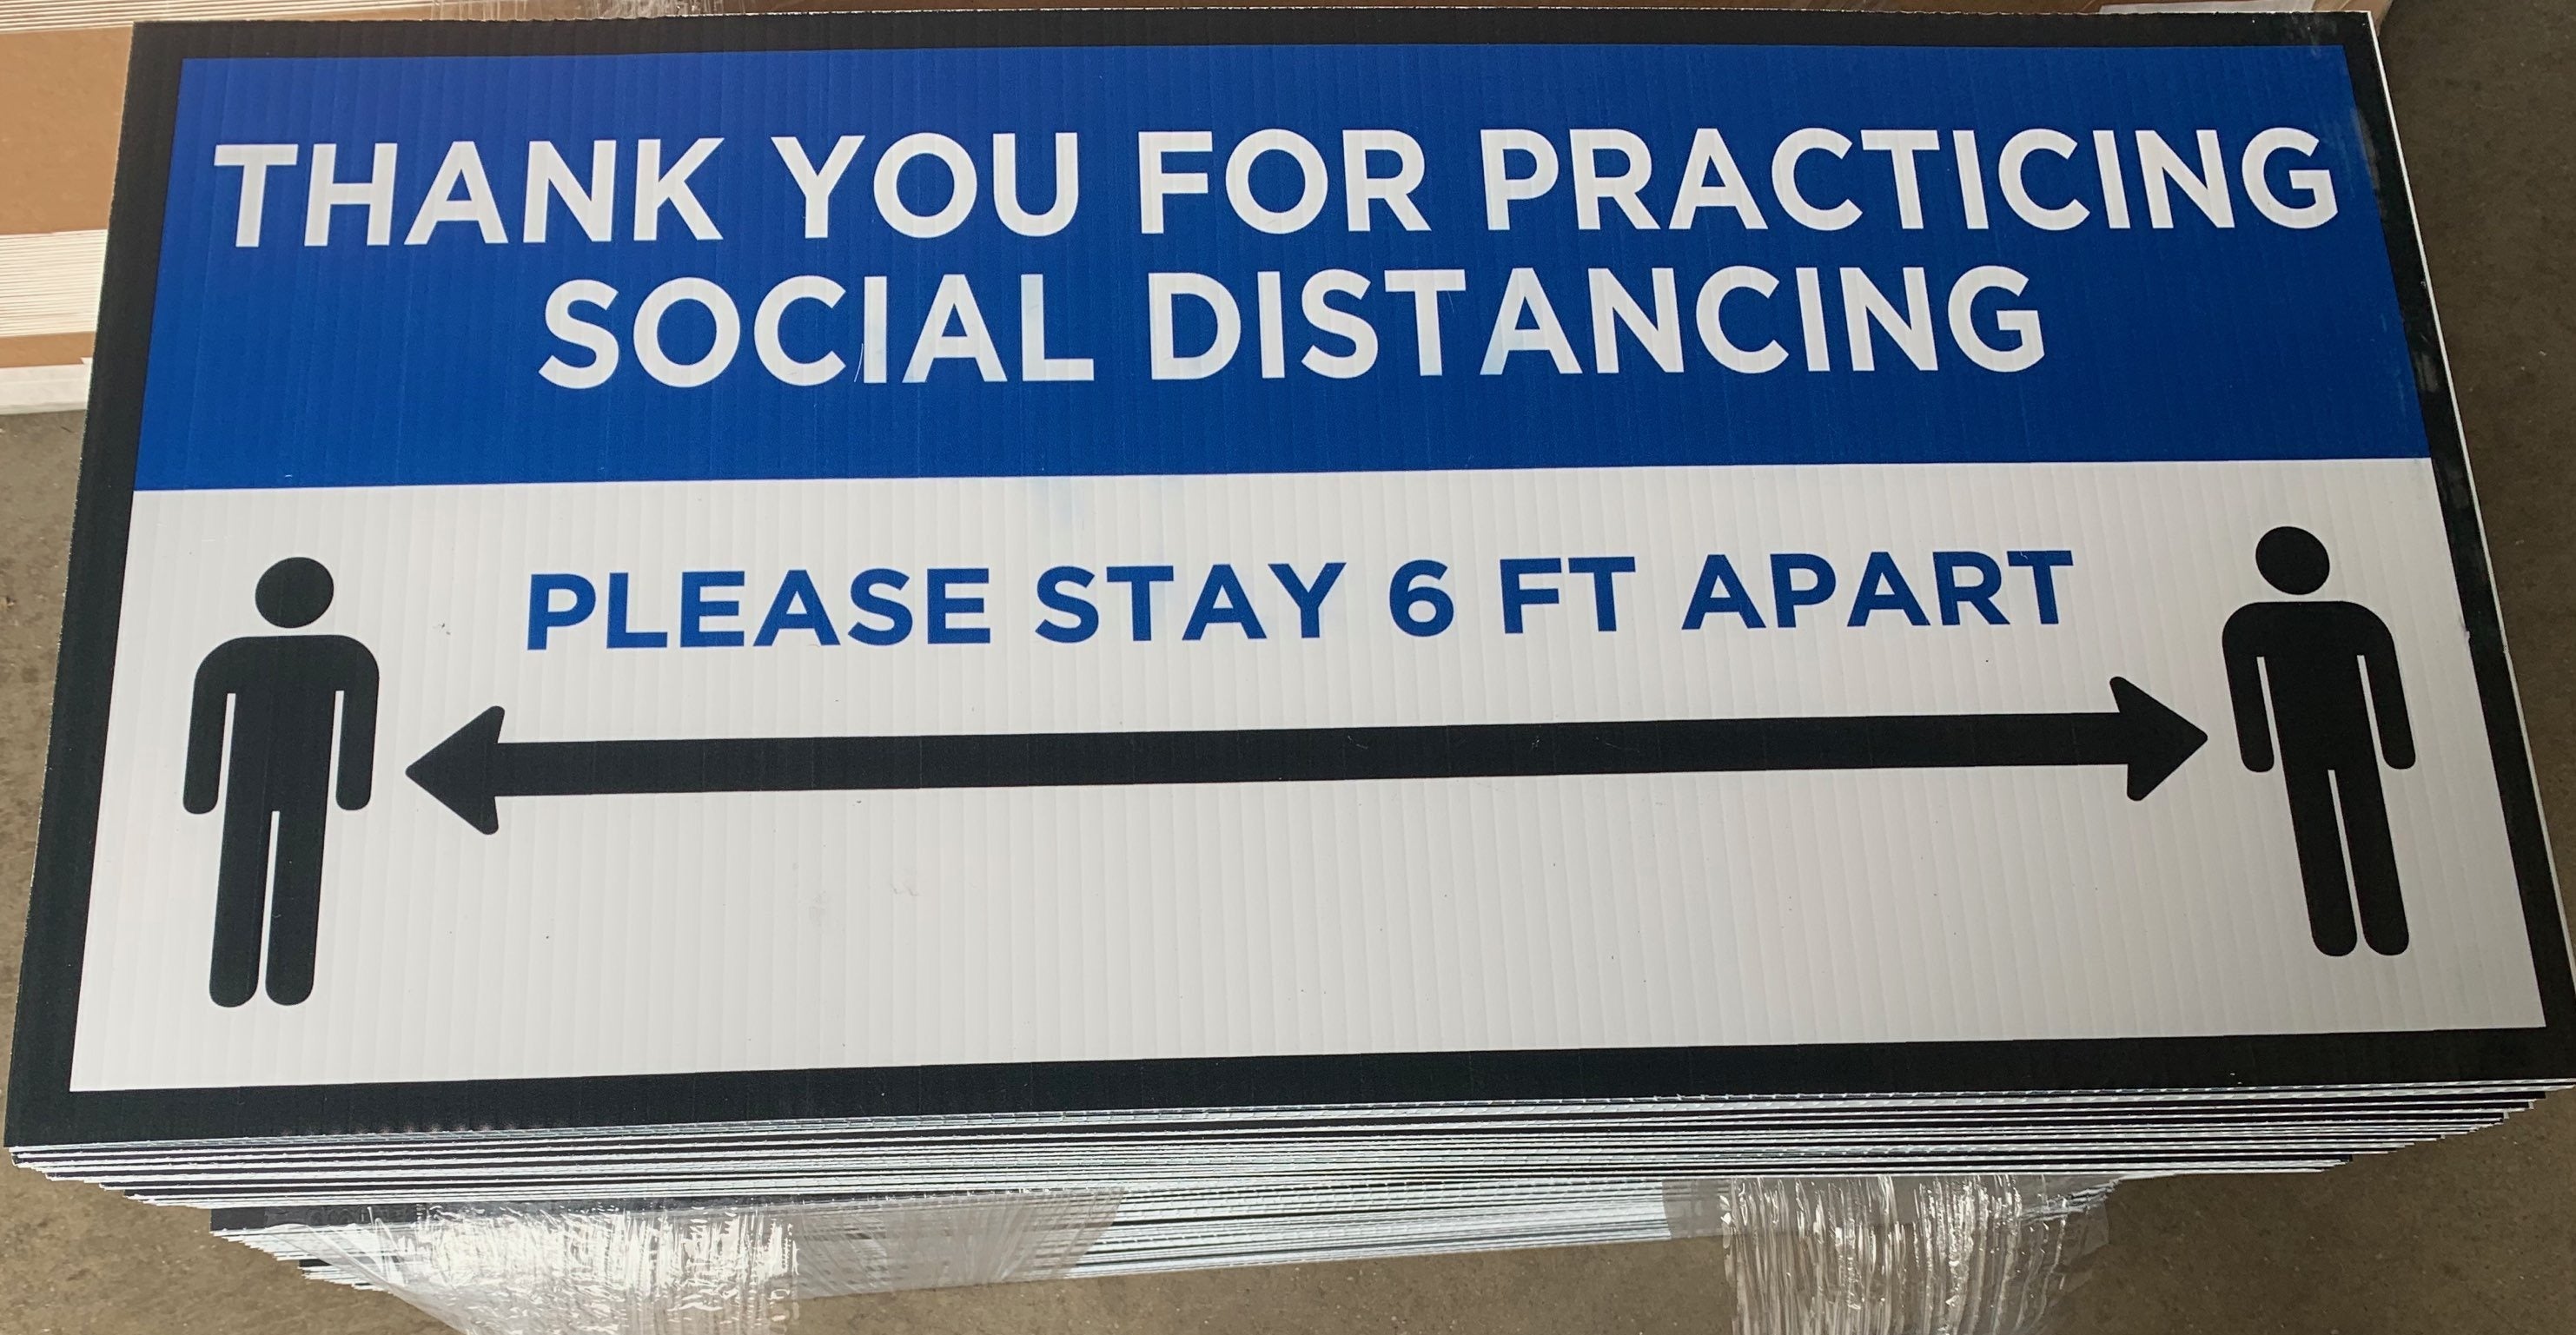 THANK YOU FOR PRACTICING
SOCIAL DISTANCING
PLEASE STAY 6 FT APART